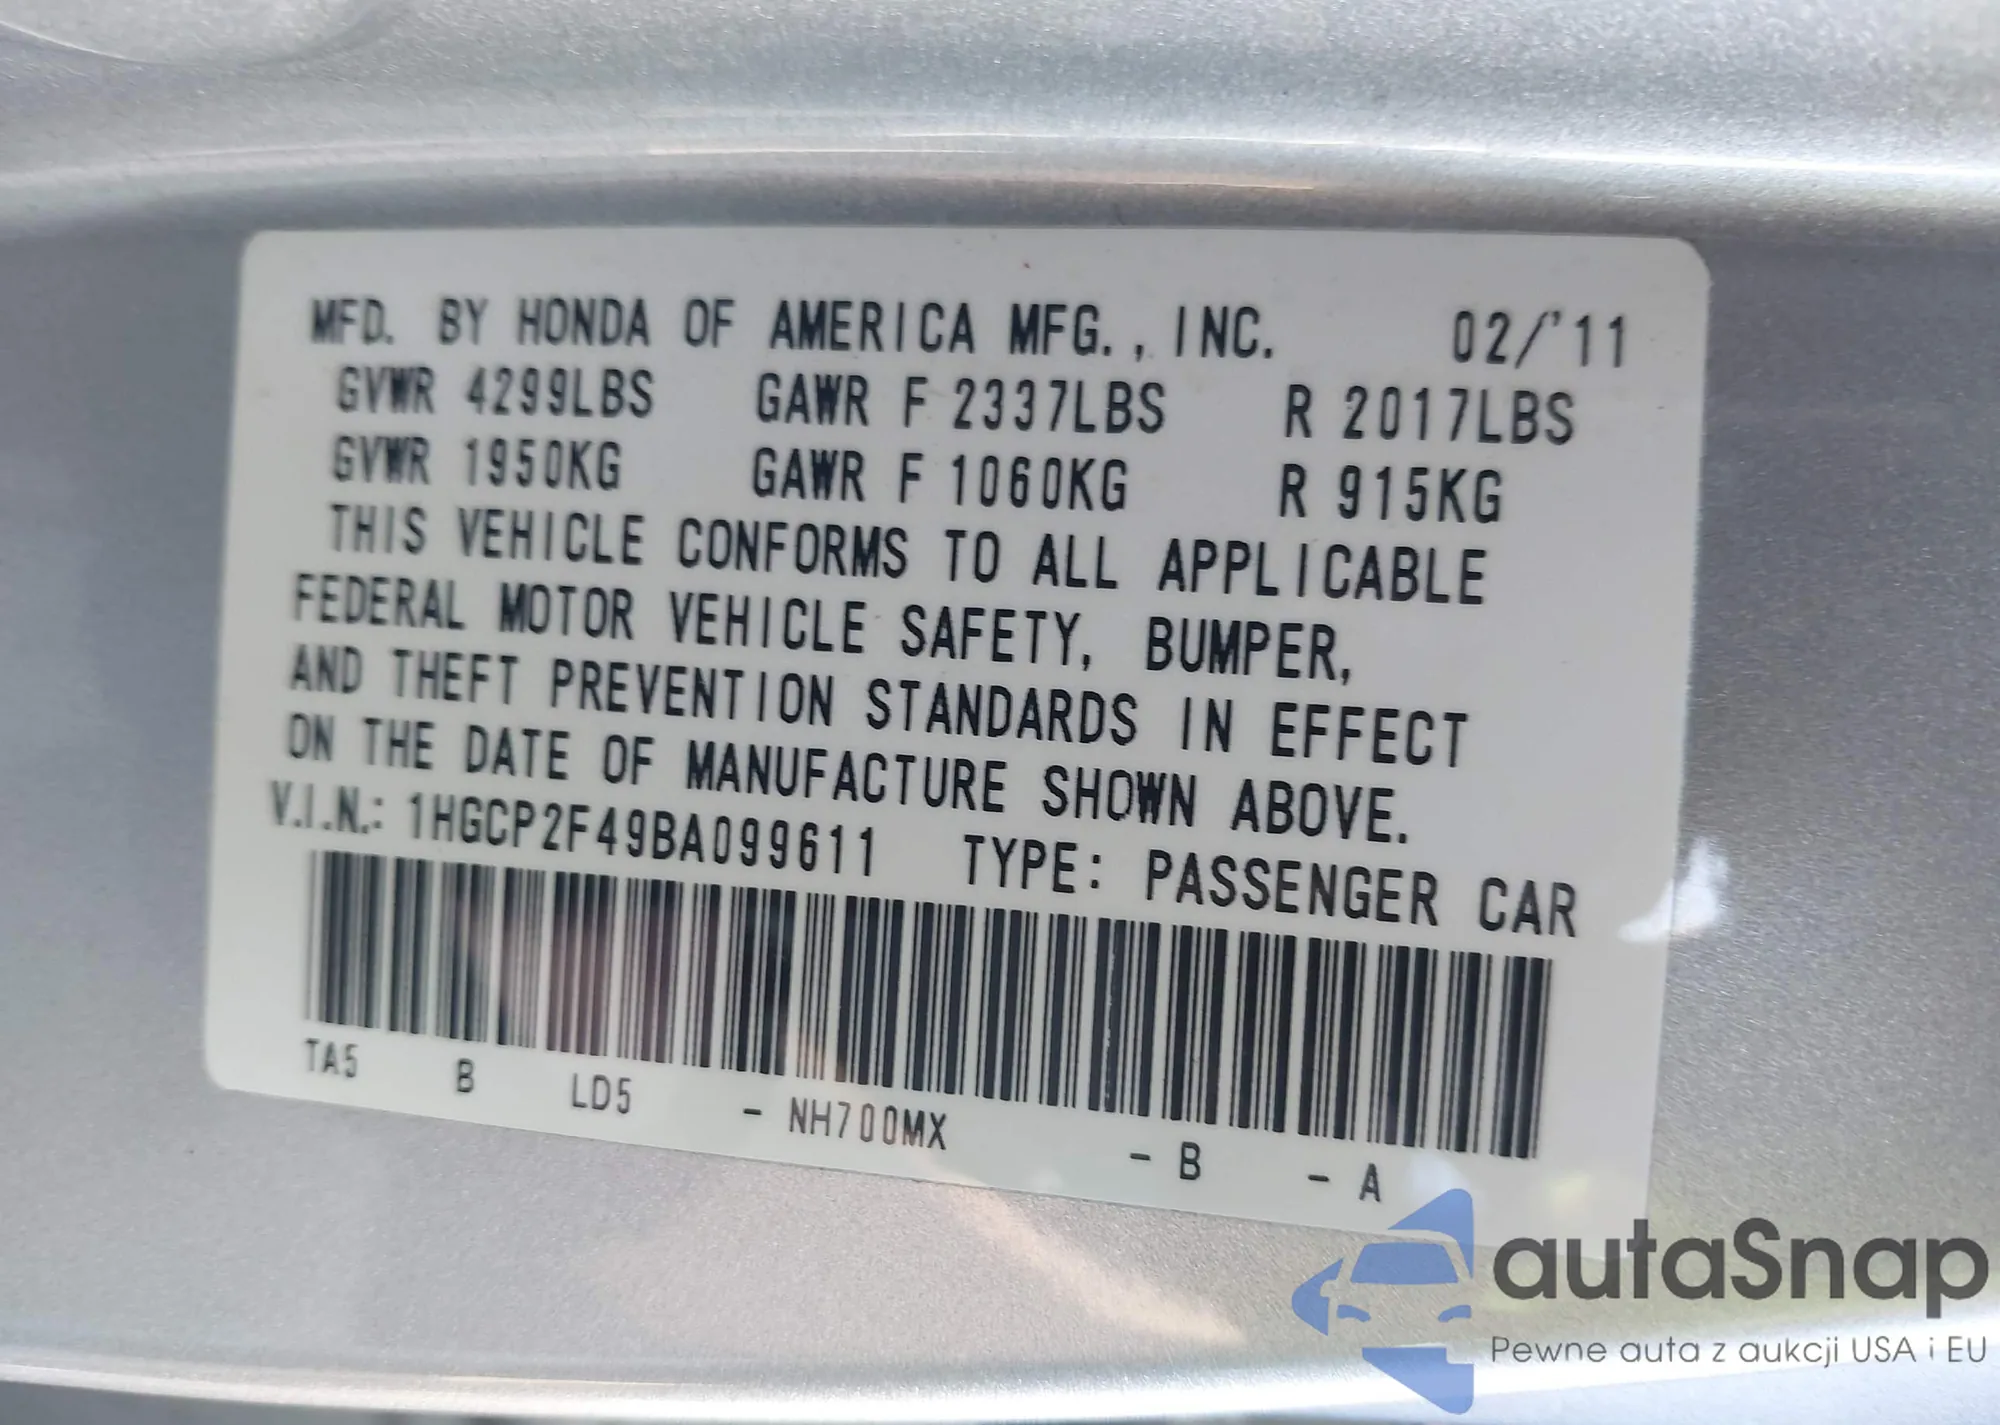 MFD. BY HONDA OF AMERICA MFG., INC. 02/'11
GVWR 4299LBS GAWR F 2337LBS R 2017LBS
GVWR 1950KG GAWR F 1060KG R 915KG
THIS VEHICLE CONFORMS TO ALL APPLICABLE
FEDERAL MOTOR VEHICLE SAFETY, BUMPER,
AND THEFT PREVENTION STANDARDS IN EFFECT
ON THE DATE OF MANUFACTURE SHOWN ABOVE.
V.I.N.: 1HGCP2F49BA099611 TYPE: PASSENGER CAR
TA5 B LD5 - NH700MX - B - A
autaSnap
Pewne auta z aukcji USA i EU